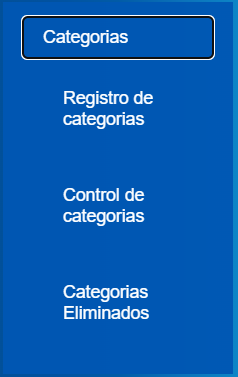 Categorias
Registro de
categorias
Control de
categorias
Categorias
Eliminados